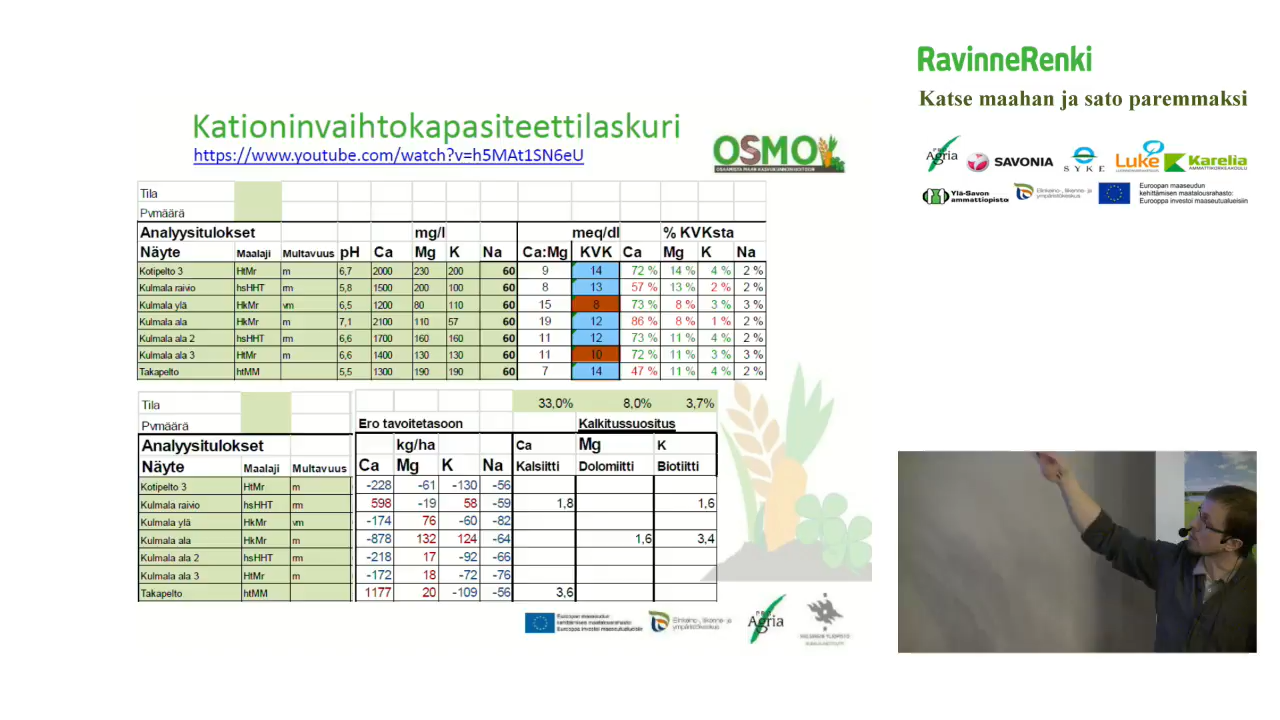 RavinneRenki
Katse maahan ja sato paremmaksi
Kationinvaihtokapasiteettilaskuri
https://www.youtube.com/watch?v=h5MAt1SN6eU
OSMO
Agria
SAVONIA
SYKE
Luke
Karelia
AMMATTIKORKEAKOULU
Ylä-Savon
ammattiopisto
Elinkeino-, liikenne- ja
ympäristökeskus
Euroopan maaseudun
kehittämisen maatalousrahasto:
Eurooppa investoi maaseutualueisiin
Tila
Pvmäärä
Analyysitulokset mg/l meq/dl % KVKsta
Näyte Maalaji Multavuus pH Ca Mg K Na Ca:Mg KVK Ca Mg K Na
Kotipelto 3 HtMr m 6,7 2000 230 200 60 9 14 72 % 14 % 4 % 2 %
Kulmala raivio hsHHT rm 5,8 1500 200 100 60 8 13 57 % 13 % 2 % 2 %
Kulmala ylä HkMr vm 6,5 1200 80 110 60 15 8 73 % 8 % 3 % 3 %
Kulmala ala HkMr m 7,1 2100 110 57 60 19 12 86 % 8 % 1 % 2 %
Kulmala ala 2 hsHHT rm 6,6 1700 160 160 60 11 12 73 % 11 % 4 % 2 %
Kulmala ala 3 HtMr m 6,6 1400 130 130 60 11 10 72 % 11 % 3 % 3 %
Takapelto htMM 5,5 1300 190 190 60 7 14 47 % 11 % 4 % 2 %
Tila 33,0% 8,0% 3,7%
Pvmäärä Ero tavoitetasoon Kalkitussuositus
Analyysitulokset kg/ha Ca Mg K
Näyte Maalaji Multavuus Ca Mg K Na Kalsiitti Dolomiitti Biotiitti
Kotipelto 3 HtMr m -228 -61 -130 -56
Kulmala raivio hsHHT rm 598 -19 58 -59 1,8 1,6
Kulmala ylä HkMr vm -174 76 -60 -82
Kulmala ala HkMr m -878 132 124 -64 1,6 3,4
Kulmala ala 2 hsHHT m -218 17 -92 -66
Kulmala ala 3 HtMr m -172 18 -72 -76
Takapelto htMM 1177 20 -109 -56 3,6
Euroopan maaseudun
kehittämisen maatalousrahasto:
Eurooppa investoi maaseutualueisiin
Elinkeino-, liikenne- ja
ympäristökeskus
Agria